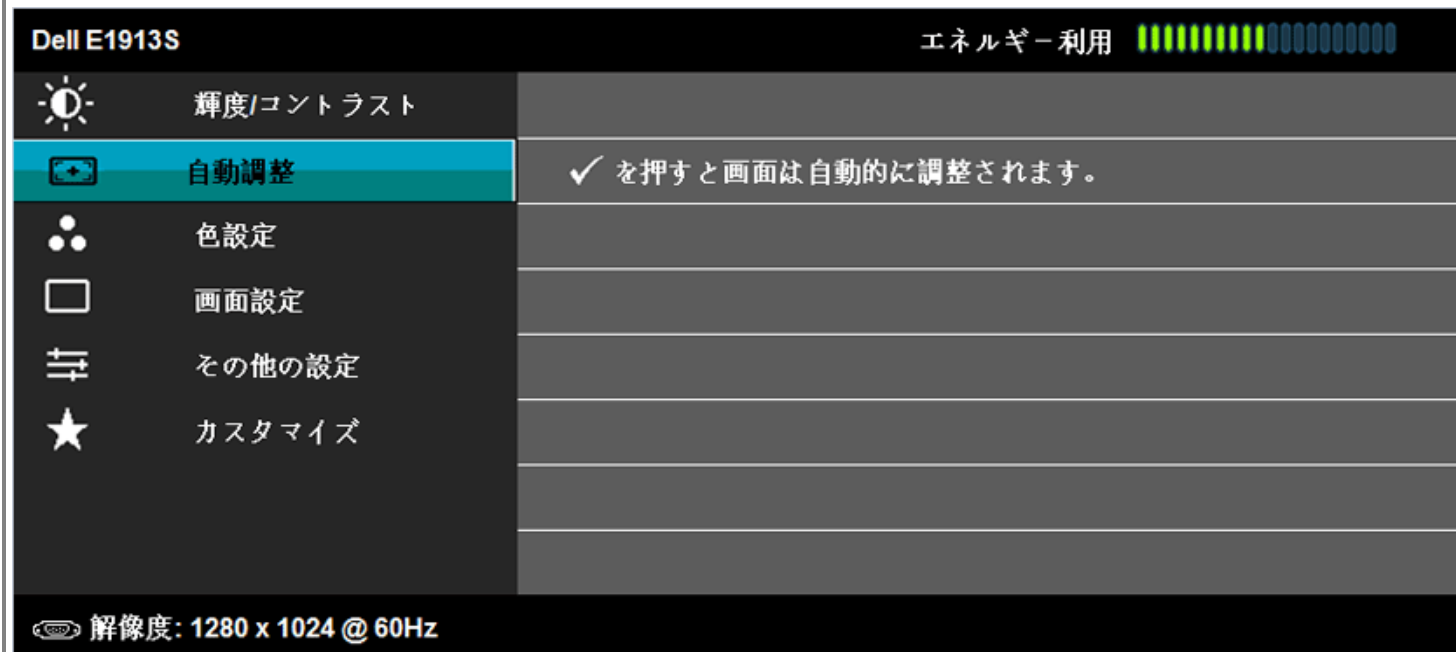 Dell E1913S エネルギー利用
輝度/コントラスト
自動調整 ✓ を押すと画面は自動的に調整されます。
色設定
画面設定
その他の設定
カスタマイズ
解像度: 1280 x 1024 @ 60Hz